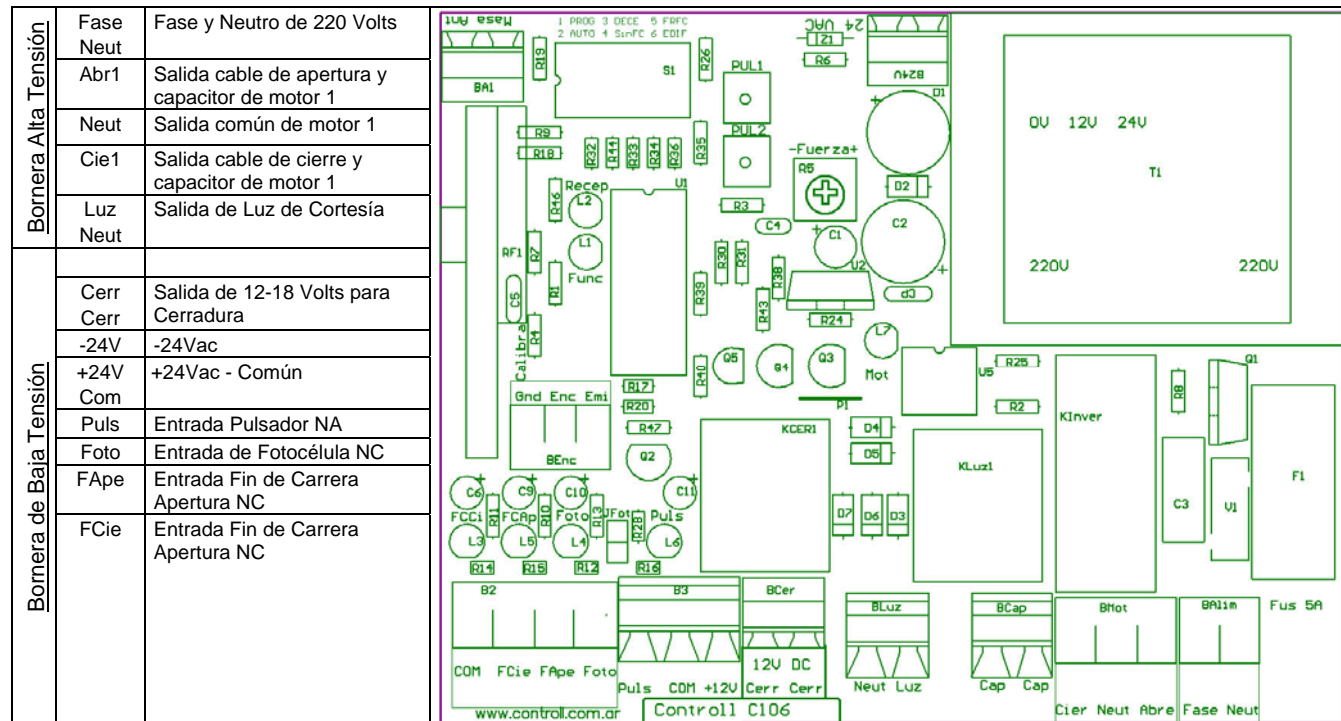 Bornera Alta Tensión
Fase
Neut
Fase y Neutro de 220 Volts
Abr1
Salida cable de apertura y
capacitor de motor 1
Neut
Salida común de motor 1
Cie1
Salida cable de cierre y
capacitor de motor 1
Luz
Neut
Salida de Luz de Cortesía
Bornera de Baja Tensión
Cerr
Cerr
Salida de 12-18 Volts para
Cerradura
-24V
-24Vac
+24V
Com
+24Vac - Común
Puls
Entrada Pulsador NA
Foto
Entrada de Fotocélula NC
FApe
Entrada Fin de Carrera
Apertura NC
FCie
Entrada Fin de Carrera
Apertura NC
Masa Ant
1 PROG 3 DECE 5 FRFC
2 AUTO 4 SinFC 6 EDIF
24 VAC
BA1
R19
S1
R26
PUL1
Z1
R6
B24V
D1
0V 12V 24V
T1
220V
220V
R9
R18
R32
R44
R33
R34
R36
R35
PUL2
-Fuerza+
R5
D2
Recep
L2
R46
U1
R3
C4
C1
C2
RF1
R7
L1
Func
R1
C5
R4
Calibra
R30
R31
R38
U2
R39
R43
R24
L7
Mot
Q5
Q4
Q3
R40
U5
R25
R2
Q1
R8
KInver
Gnd Enc Emi
R17
R20
R47
P1
KCER1
D4
D5
KLuz1
BEnc
Q2
C3
V1
F1
C6
C9
C10
C11
R11
R10
R13
JFot
R28
FCCi FCAp Foto Puls
L3
L5
L4
L6
R14
R15
R12
R16
D7
D6
D3
B2
B3
BCer
BLuz
BCap
BMot
BAlim
Fus 5A
COM FCie FApe Foto
Puls COM +12V
12V DC
Cerr Cerr
Neut Luz
Cap Cap
Cier Neut Abre
Fase Neut
www.controll.com.ar
Controll C106